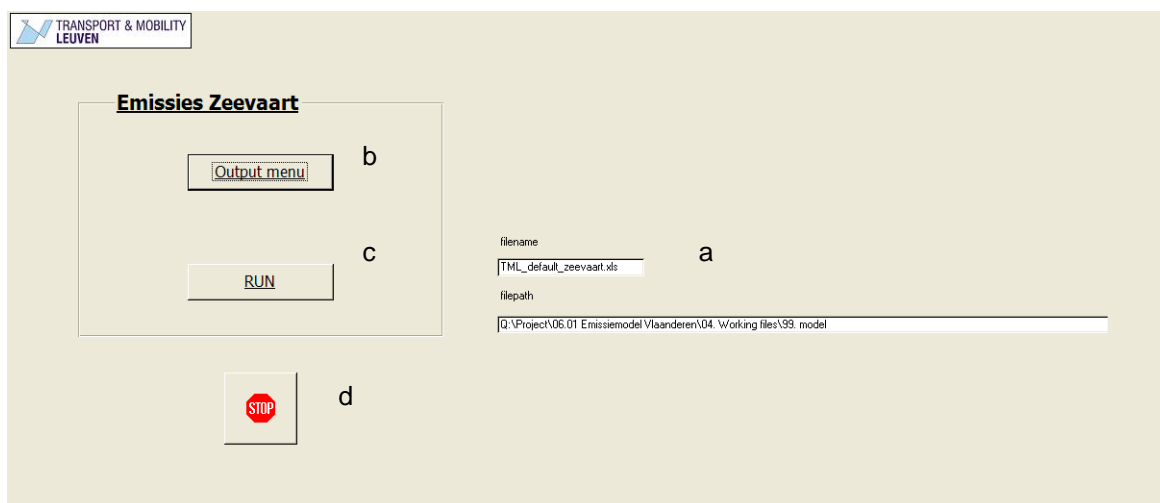 TRANSPORT & MOBILITY
LEUVEN
Emissies Zeevaart
b
Output menu
c
RUN
filename
a
TML_default_zeevaart.xls
filepath
Q:\Project\06.01 Emissiemodel Vlaanderen\04. Working files\99. model
STOP
d